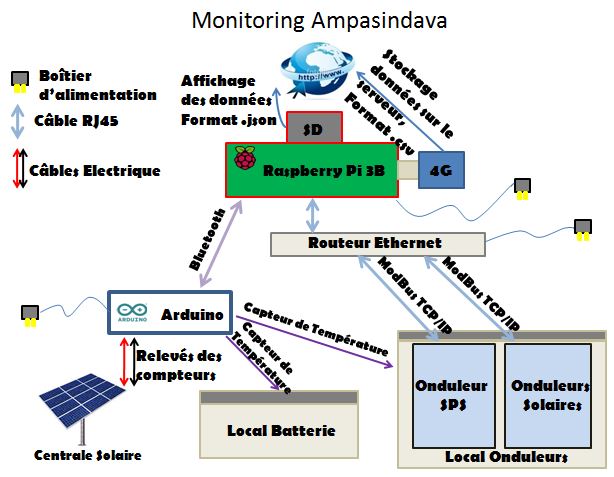 Monitoring Ampasindava
http://www.
Boîtier
d'alimentation
Câble RJ45
Câbles Electrique
Affichage
des données
Format .json
Stockage
données sur le
serveur,
Format .csv
SD
Raspberry Pi 3B
4G
Routeur Ethernet
Bluetooth
ModBus TCP/IP
ModBus TCP/IP
ARDUINO
Arduino
Capteur de Température
Capteur de
Température
Relevés des
compteurs
Onduleur
SPS
Onduleurs
Solaires
Centrale Solaire
Local Batterie
Local Onduleurs